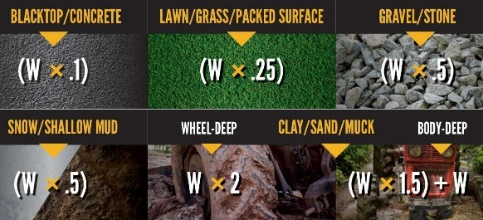 BLACKTOP/CONCRETE
LAWN/GRASS/PACKED SURFACE
GRAVEL/STONE
(W × .1)
(W × .25)
(W × .5)
SNOW/SHALLOW MUD
WHEEL-DEEP
CLAY/SAND/MUCK
BODY-DEEP
(W × .5)
W × 2
(W × 1.5) + W